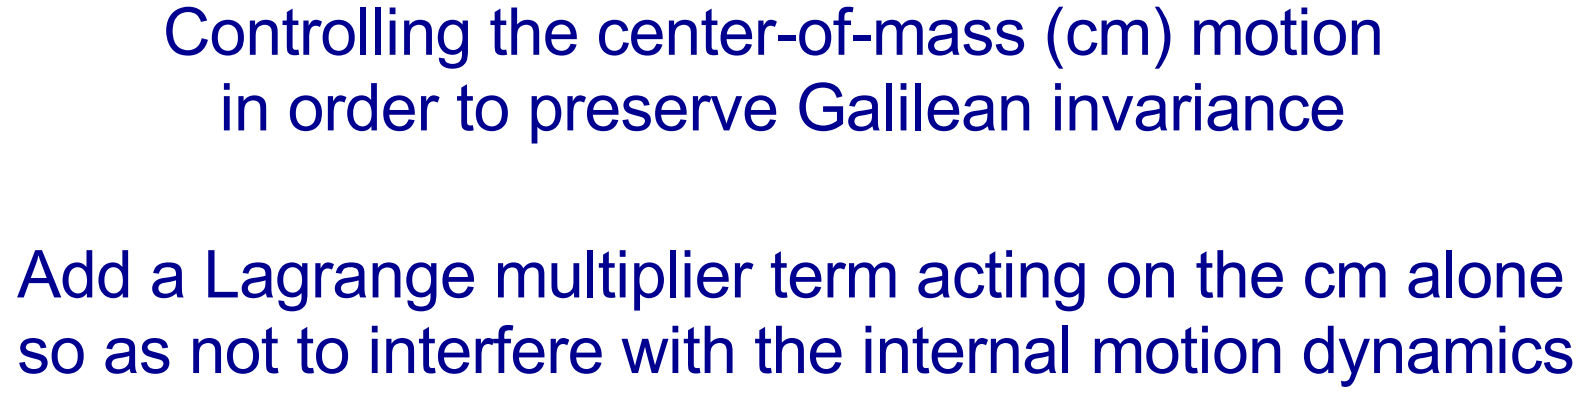 Controlling the center-of-mass (cm) motion
in order to preserve Galilean invariance
Add a Lagrange multiplier term acting on the cm alone
so as not to interfere with the internal motion dynamics